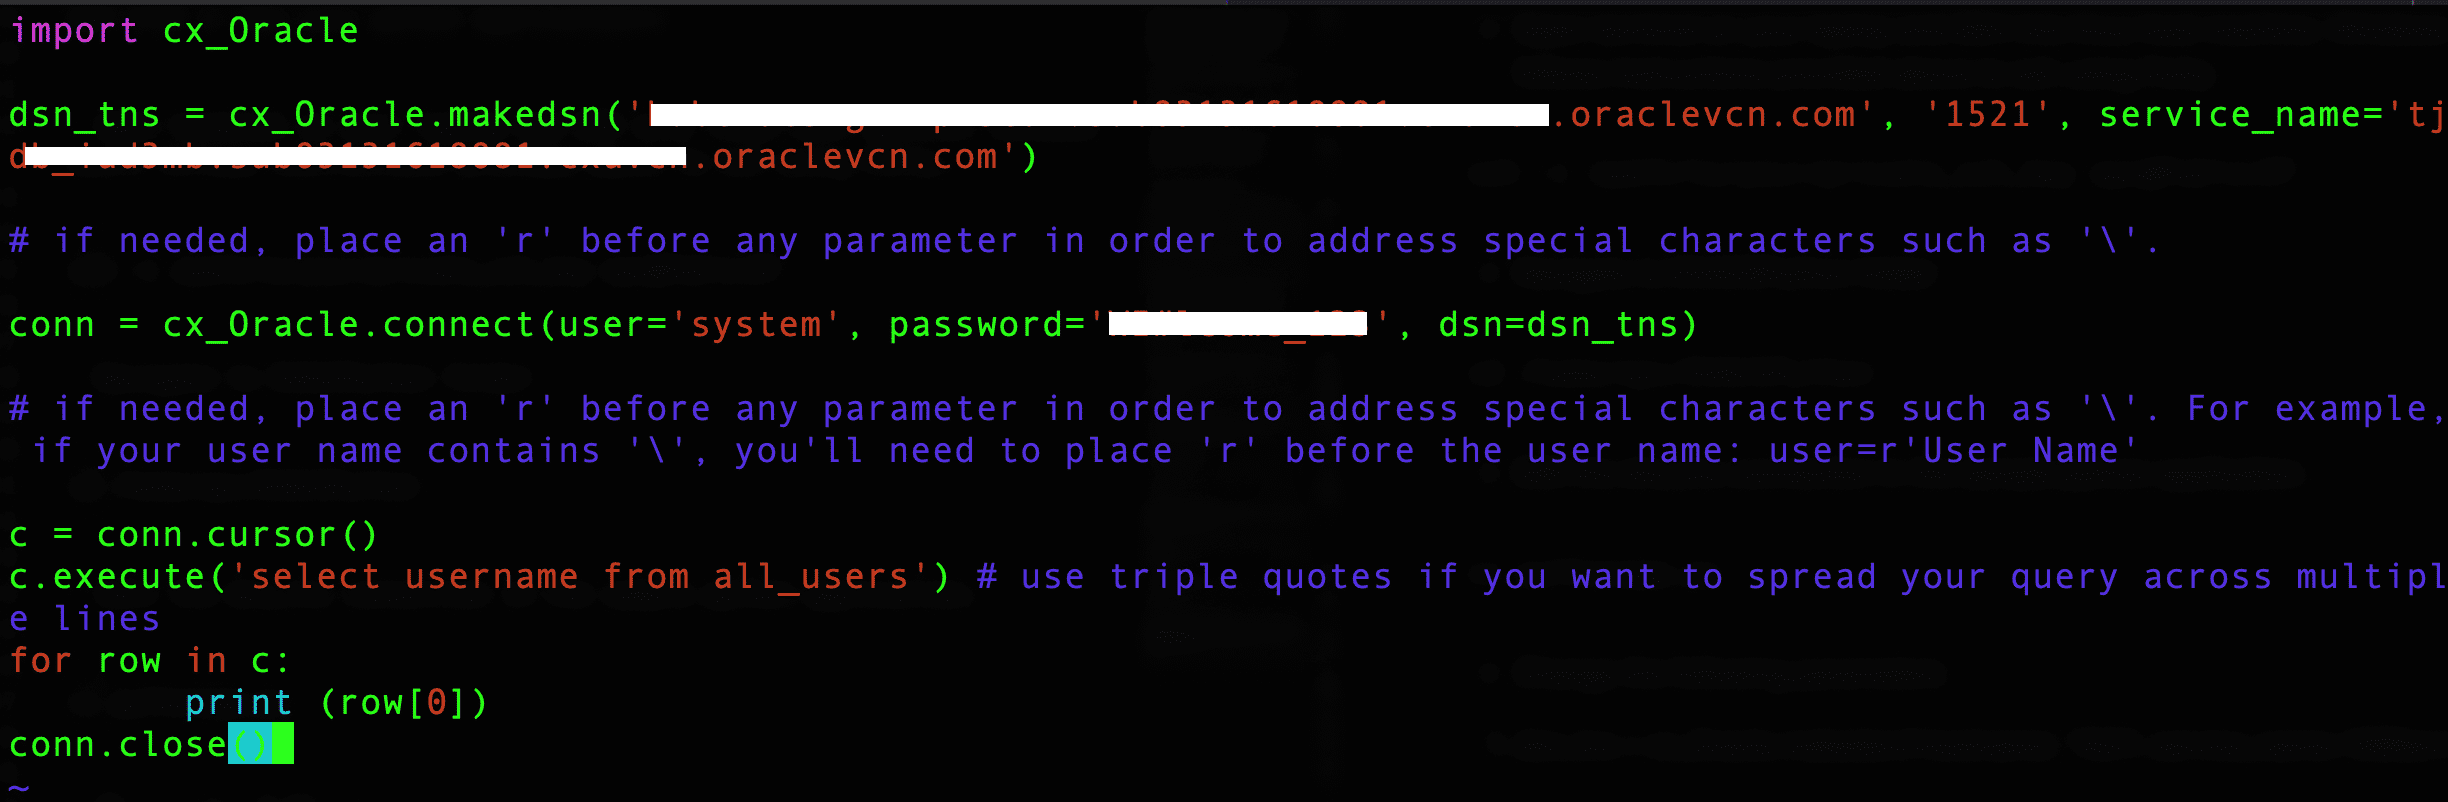 import cx_Oracle
dsn_tns = cx_Oracle.makedsn(' .oraclevcn.com', '1521', service_name='tj
.oraclevcn.com')
# if needed, place an 'r' before any parameter in order to address special characters such as '\'.
conn = cx_Oracle.connect(user='system', password=' ', dsn=dsn_tns)
# if needed, place an 'r' before any parameter in order to address special characters such as '\'. For example,
if your user name contains '\', you'll need to place 'r' before the user name: user=r'User Name'
c = conn.cursor()
c.execute('select username from all_users') # use triple quotes if you want to spread your query across multipl
e lines
for row in c:
print (row[0])
conn.close()
~